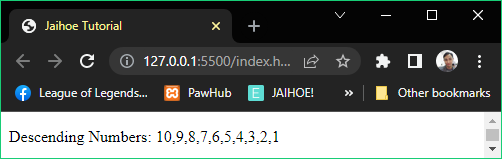 Jaihoe Tutorial
127.0.0.1:5500/index.h...
League of Legends... PawHub E JAIHOE! » Other bookmarks
Descending Numbers: 10,9,8,7,6,5,4,3,2,1